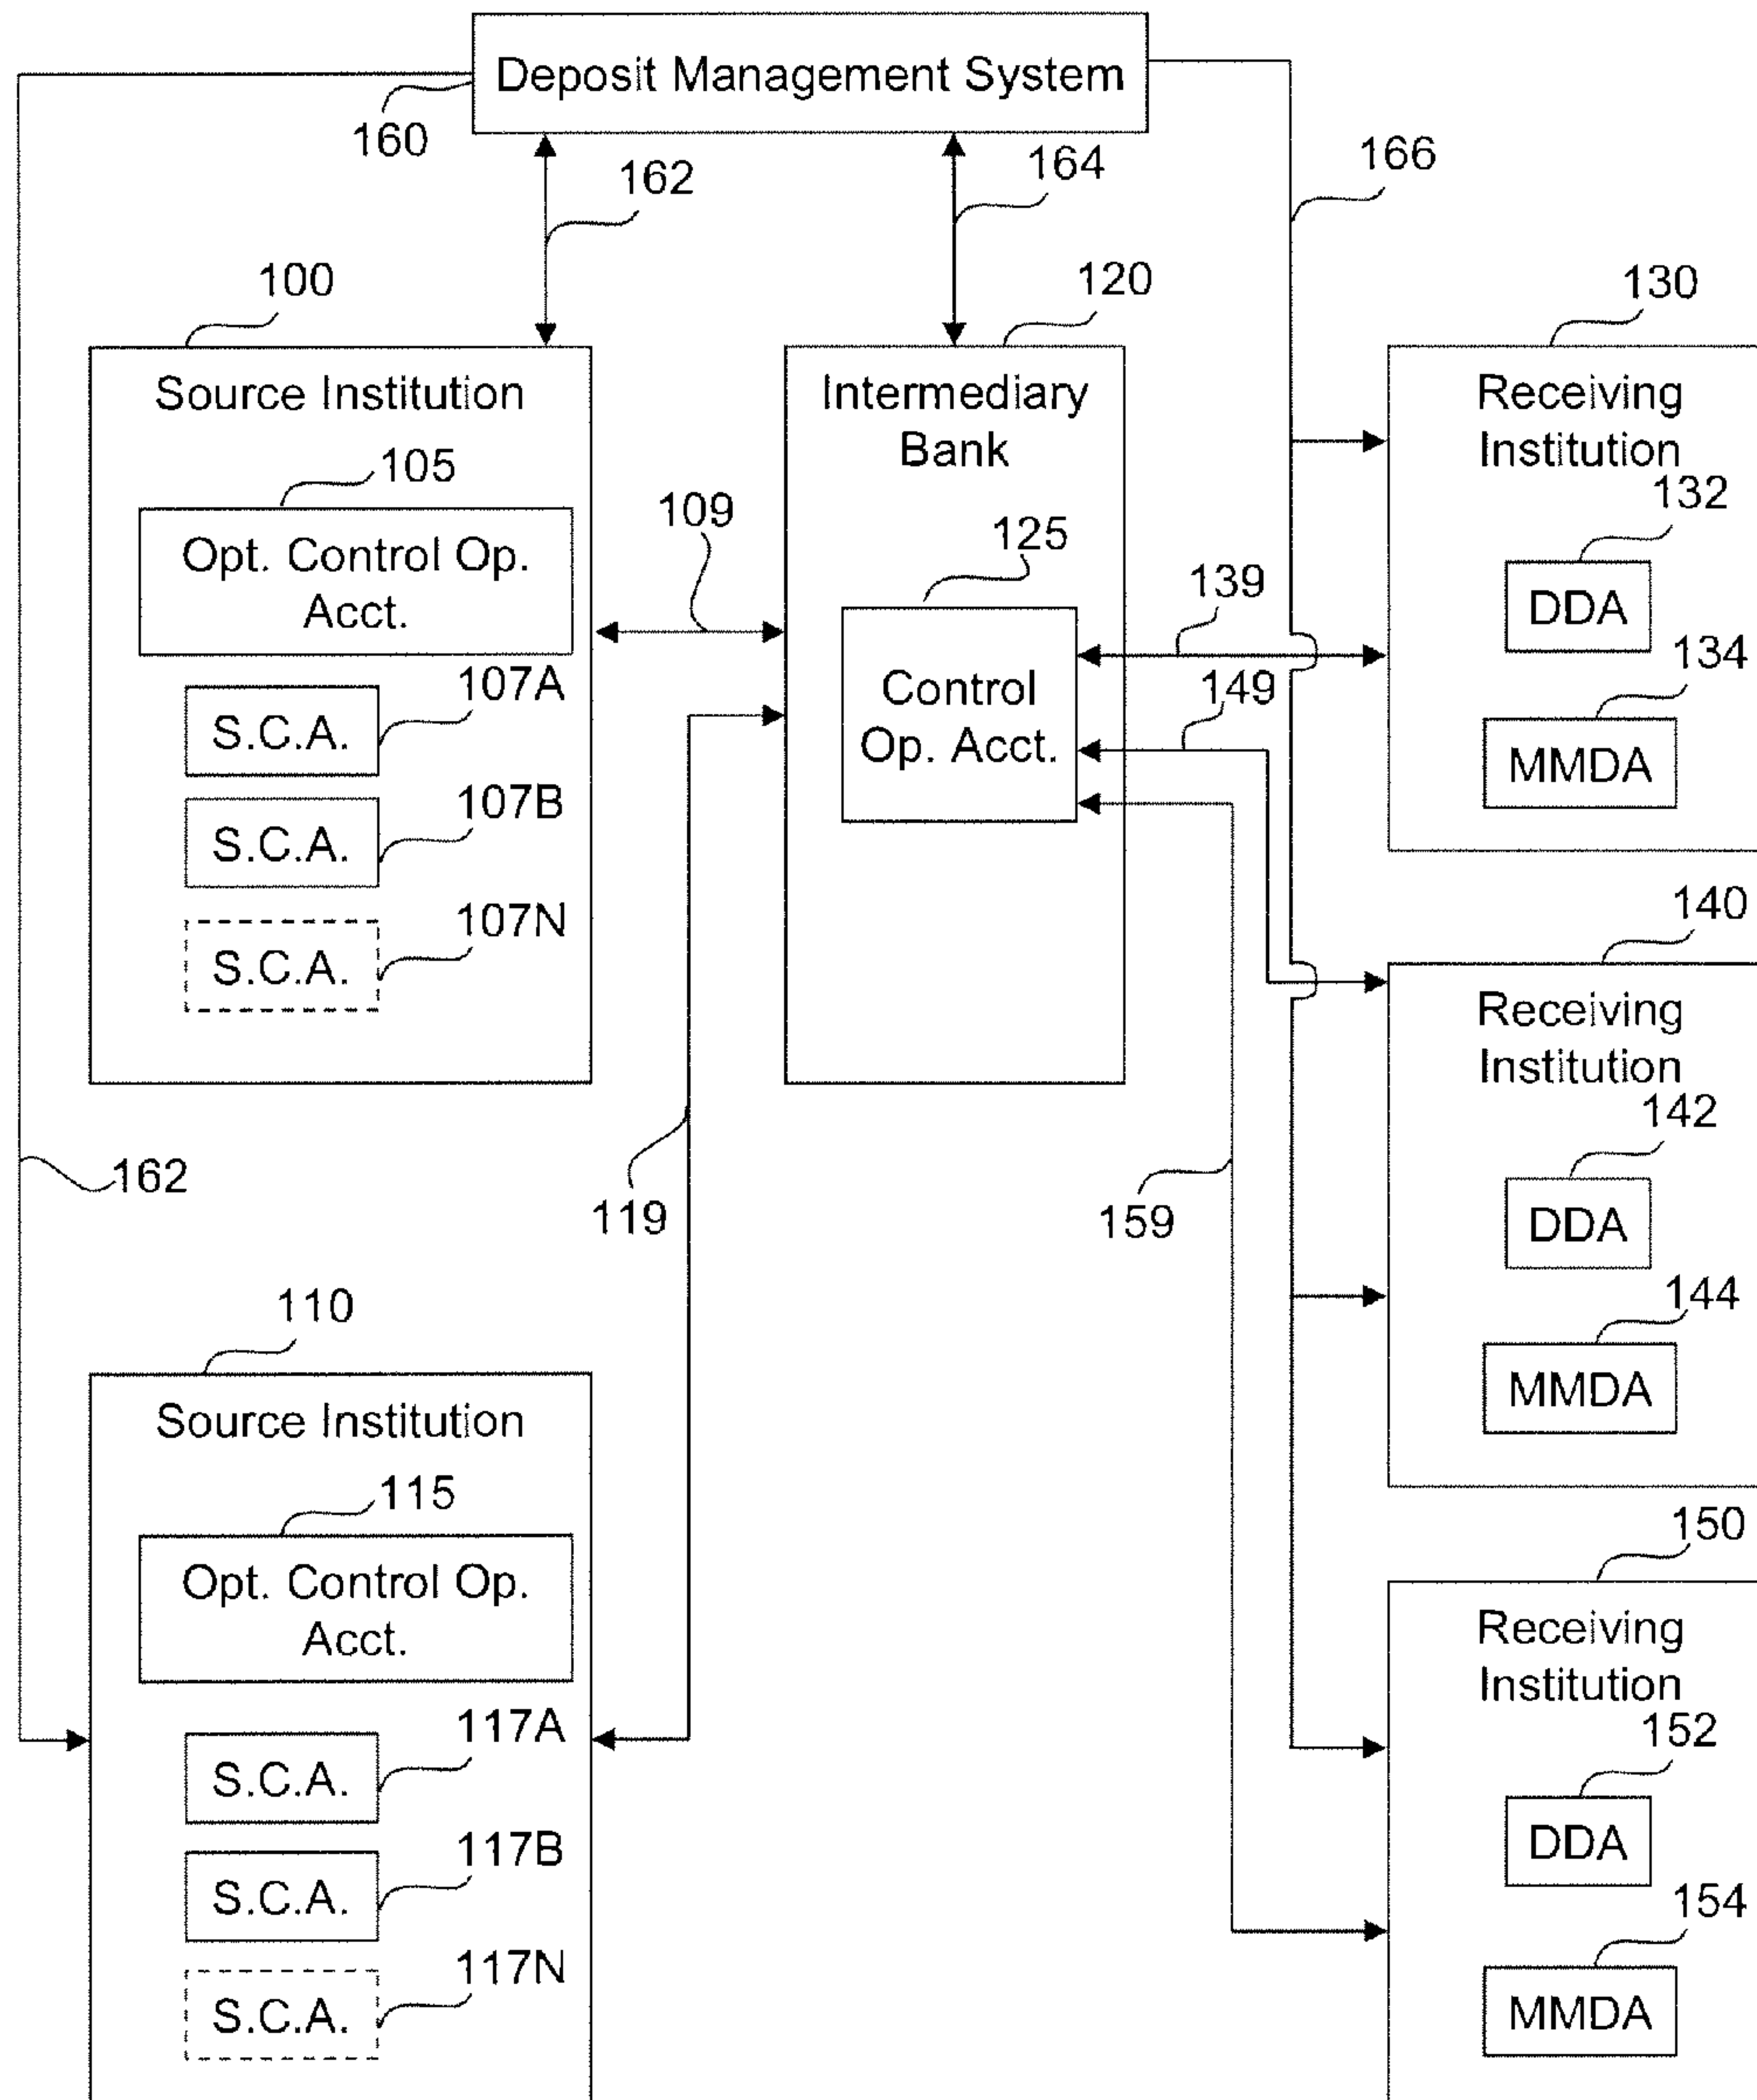 Deposit Management System
160
162
164
166
100
120
130
Source Institution
Intermediary
Bank
Receiving
Institution
105
Opt. Control Op.
Acct.
109
125
132
DDA
139
107A
S.C.A.
134
MMDA
Control
Op. Acct.
149
107B
S.C.A.
107N
S.C.A.
140
Receiving
Institution
142
DDA
162
119
159
144
MMDA
110
Source Institution
115
Opt. Control Op.
Acct.
150
Receiving
Institution
117A
S.C.A.
152
DDA
117B
S.C.A.
154
MMDA
117N
S.C.A.